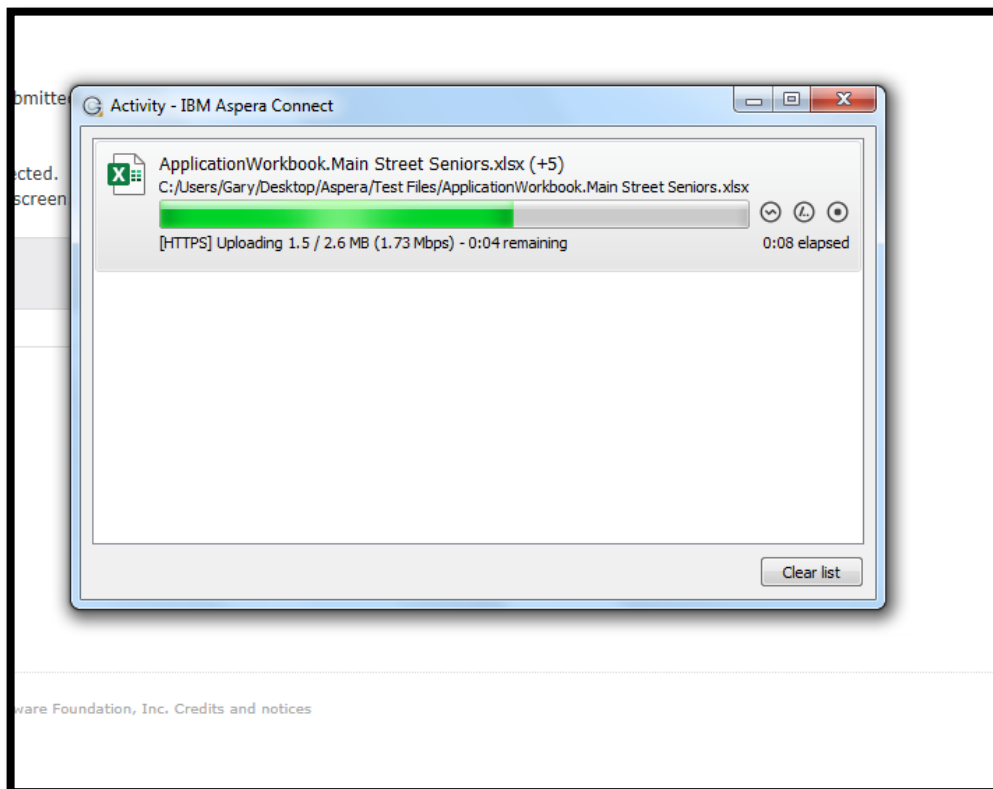 bmitte
Activity - IBM Aspera Connect
ected.
screen
ApplicationWorkbook.Main Street Seniors.xlsx (+5)
C:/Users/Gary/Desktop/Aspera/Test Files/ApplicationWorkbook.Main Street Seniors.xlsx
[HTTPS] Uploading 1.5 / 2.6 MB (1.73 Mbps) - 0:04 remaining
0:08 elapsed
Clear list
ware Foundation, Inc. Credits and notices